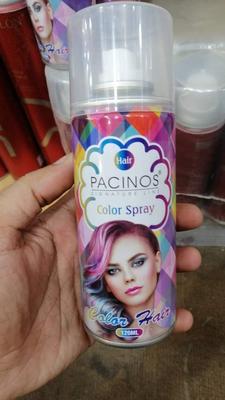 Hair
PACINOS®
SIGNATURE LINE
Color Spray
Color Hair
120ML